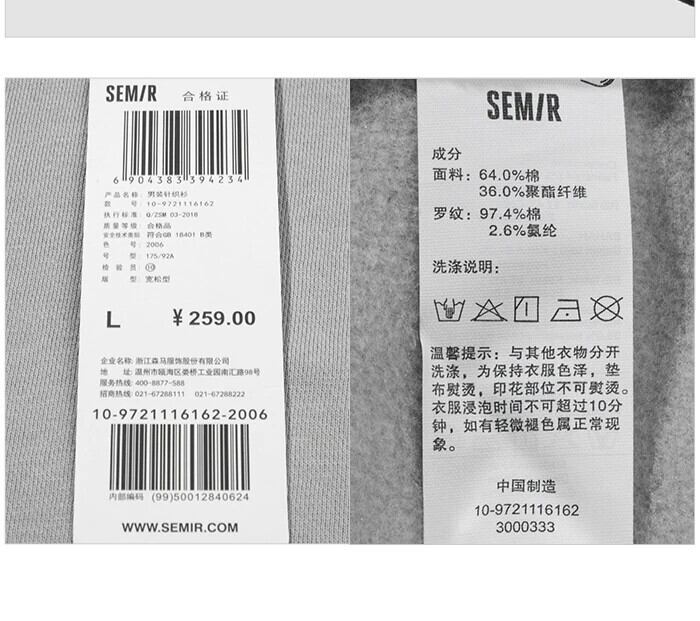 SEM/R 合格证
6 904383 394234
产品名称: 男装针织衫
款 号: 10-9721116162
执行标准: Q/ZSM 03-2018
质量等级: 合格品
安全技术类别: 符合GB 18401 B类
色 号: 2006
号 型: 175/92A
检 验 员: 10
版 型: 宽松型
L ¥259.00
企业名称: 浙江森马服饰股份有限公司
地 址: 温州市瓯海区娄桥工业园南汇路98号
服务热线: 400-8877-588
招商热线: 021-67288111 021-67288222
10-9721116162-2006
内部编码 (99)50012840624
WWW.SEMIR.COM
SEM/R
成分
面料: 64.0%棉
36.0%聚酯纤维
罗纹: 97.4%棉
2.6%氨纶
洗涤说明:
温馨提示: 与其他衣物分开
洗涤, 为保持衣服色泽, 垫
布熨烫, 印花部位不可熨烫。
衣服浸泡时间不可超过10分
钟, 如有轻微褪色属正常现
象。
中国制造
10-9721116162
3000333